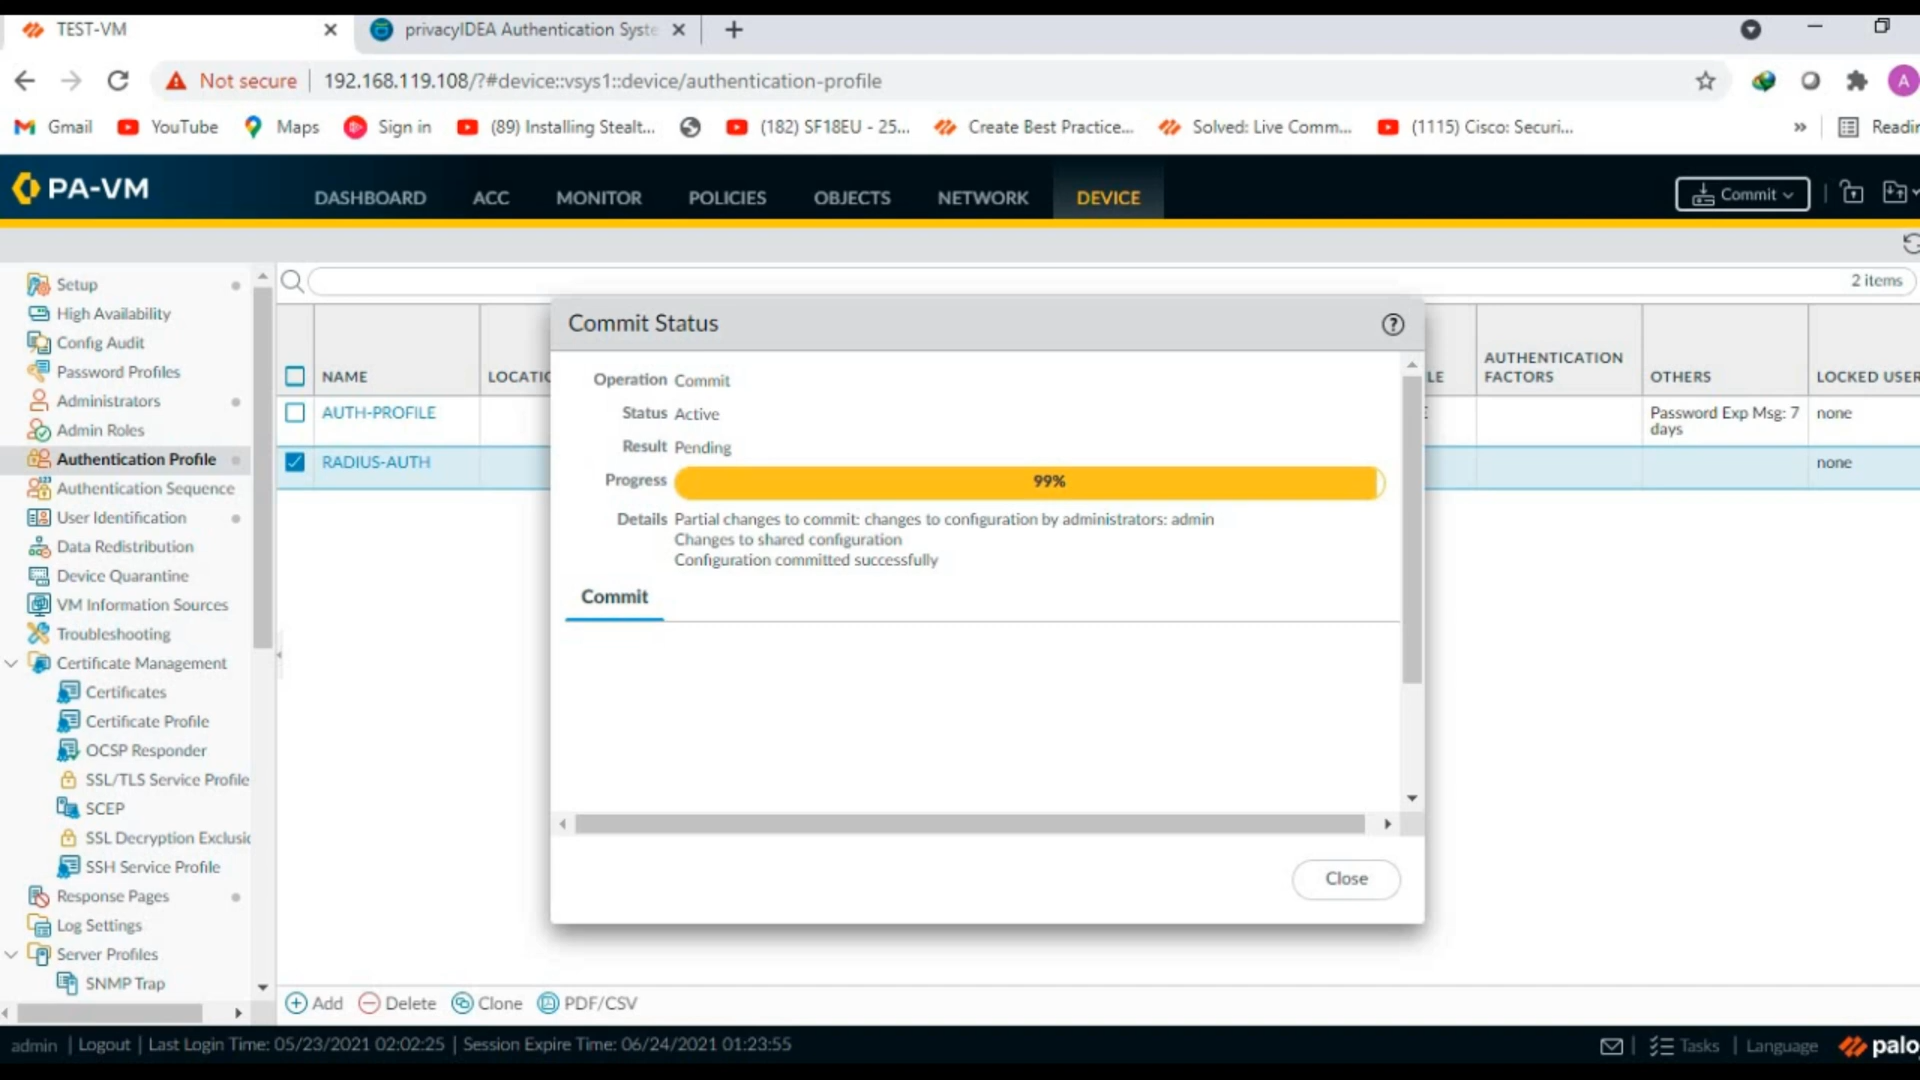 TEST-VM
privacyIDEA Authentication Syste
Not secure
192.168.119.108/?#device::vsys1::device/authentication-profile
A
Gmail
YouTube
Maps
Sign in
(89) Installing Stealt...
(182) SF18EU - 25...
Create Best Practice...
Solved: Live Comm...
(1115) Cisco: Securi...
»
Readin
PA-VM
DASHBOARD
ACC
MONITOR
POLICIES
OBJECTS
NETWORK
DEVICE
Commit
2 items
Setup
High Availability
Config Audit
Password Profiles
Administrators
Admin Roles
Authentication Profile
Authentication Sequence
User Identification
Data Redistribution
Device Quarantine
VM Information Sources
Troubleshooting
Certificate Management
Certificates
Certificate Profile
OCSP Responder
SSL/TLS Service Profile
SCEP
SSL Decryption Exclusio
SSH Service Profile
Response Pages
Log Settings
Server Profiles
SNMP Trap
NAME
LOCATIO
LE
AUTHENTICATION
FACTORS
OTHERS
LOCKED USER
AUTH-PROFILE
Password Exp Msg: 7
days
none
RADIUS-AUTH
none
Commit Status
Operation Commit
Status Active
Result Pending
Progress 99%
Details Partial changes to commit: changes to configuration by administrators: admin
Changes to shared configuration
Configuration committed successfully
Commit
Close
Add
Delete
Clone
PDF/CSV
admin | Logout | Last Login Time: 05/23/2021 02:02:25 | Session Expire Time: 06/24/2021 01:23:55
Tasks | Language
palo